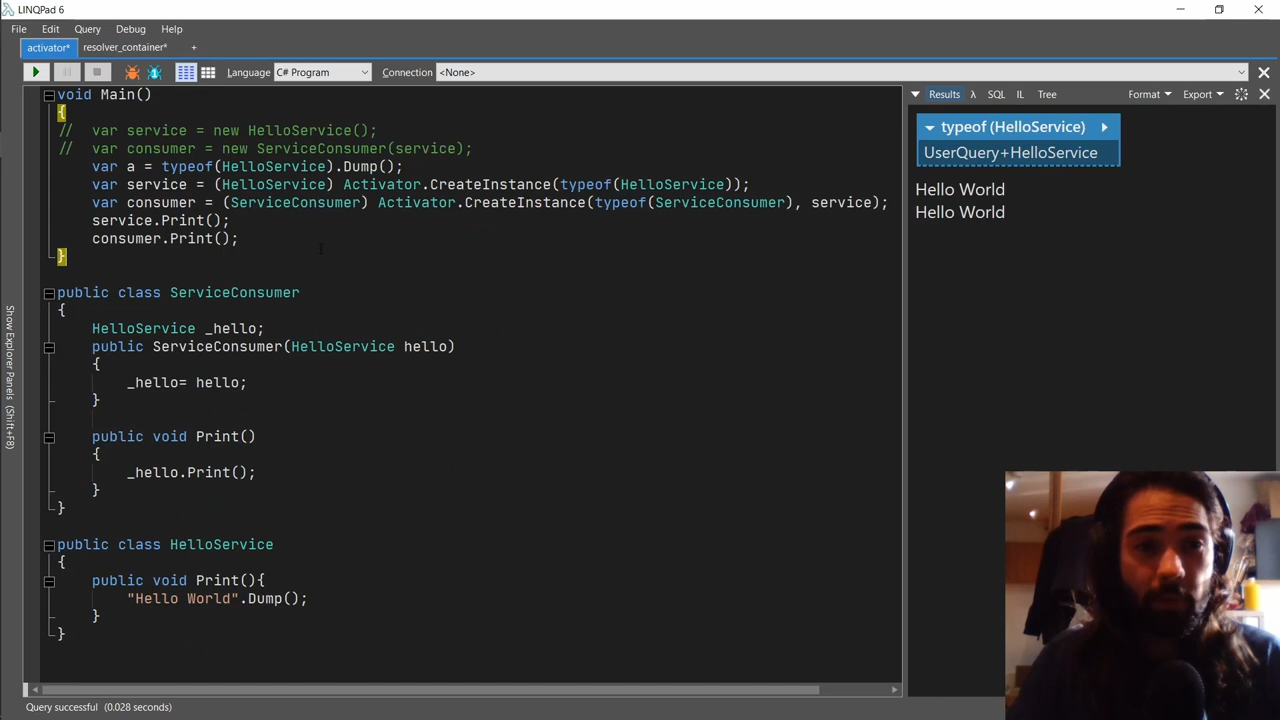 LINQPad 6
File Edit Query Debug Help
activator* resolver_container* +
Language C# Program Connection <None>
void Main()
{
// var service = new HelloService();
// var consumer = new ServiceConsumer(service);
var a = typeof(HelloService).Dump();
var service = (HelloService) Activator.CreateInstance(typeof(HelloService));
var consumer = (ServiceConsumer) Activator.CreateInstance(typeof(ServiceConsumer), service);
service.Print();
consumer.Print();
}
public class ServiceConsumer
{
HelloService _hello;
public ServiceConsumer(HelloService hello)
{
_hello= hello;
}
public void Print()
{
_hello.Print();
}
}
public class HelloService
{
public void Print(){
"Hello World".Dump();
}
}
Show Explorer Panels (Shift+F8)
Results λ SQL IL Tree Format Export
typeof (HelloService)
UserQuery+HelloService
Hello World
Hello World
Query successful (0.028 seconds)